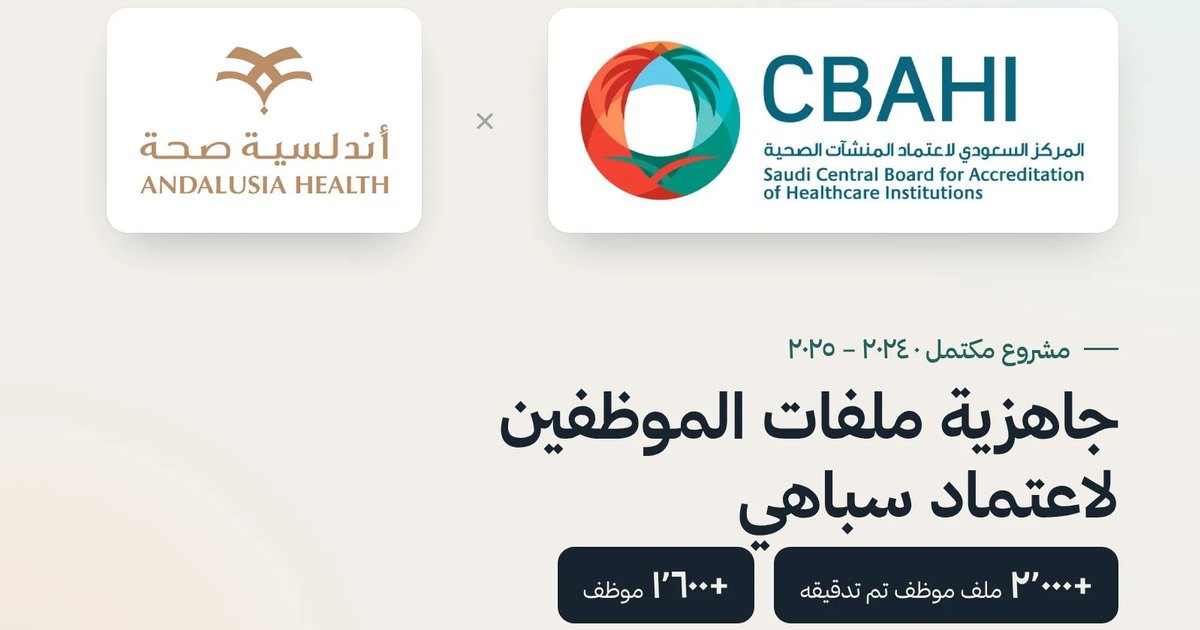 أندلسية صحة
ANDALUSIA HEALTH
×
CBAHI
المركز السعودي لاعتماد المنشآت الصحية
Saudi Central Board for Accreditation
of Healthcare Institutions
مشروع مكتمل · ٢٠٢٤ – ٢٠٢٥
جاهزية ملفات الموظفين
لاعتماد سباهي
+٢٬٠٠٠ ملف موظف تم تدقيقه
+١٬٦٠٠ موظف